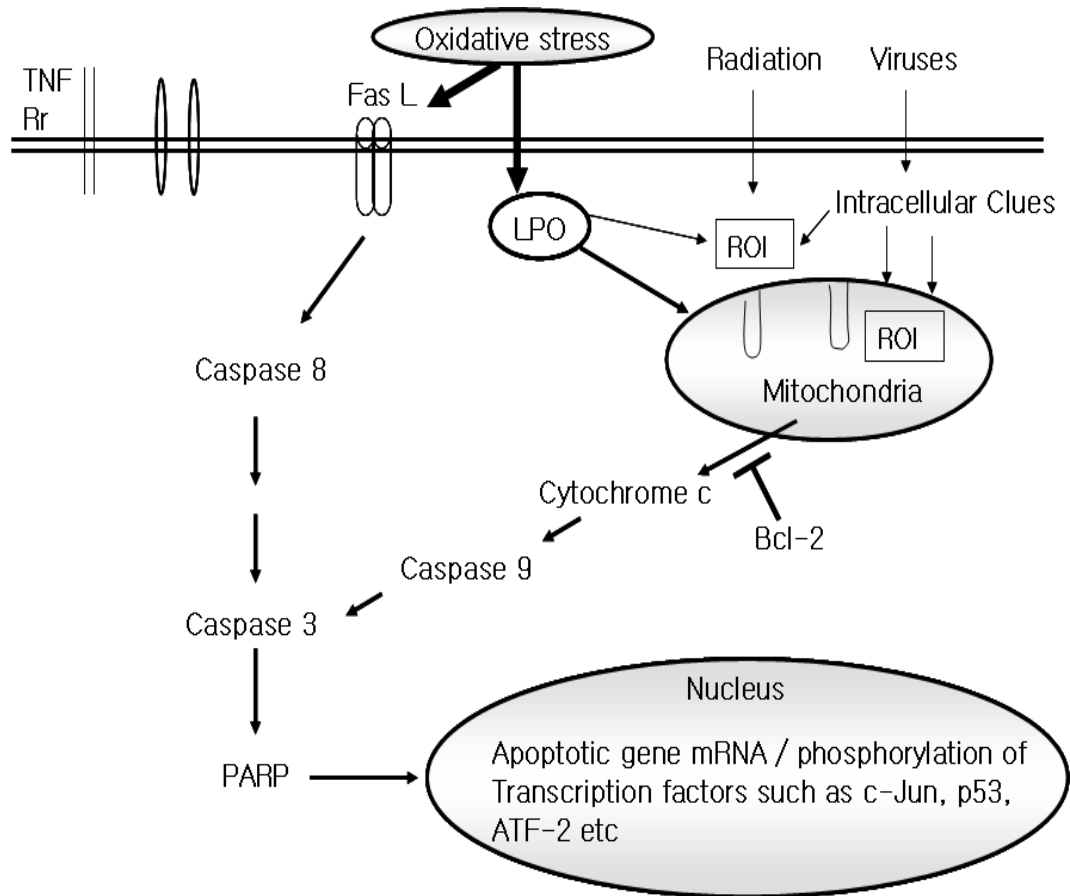 Oxidative stress
Radiation
Viruses
TNF
Rr
Fas L
LPO
Intracellular Clues
ROI
ROI
Mitochondria
Caspase 8
Cytochrome c
Bcl-2
Caspase 9
Caspase 3
Nucleus
PARP
Apoptotic gene mRNA / phosphorylation of
Transcription factors such as c-Jun, p53,
ATF-2 etc